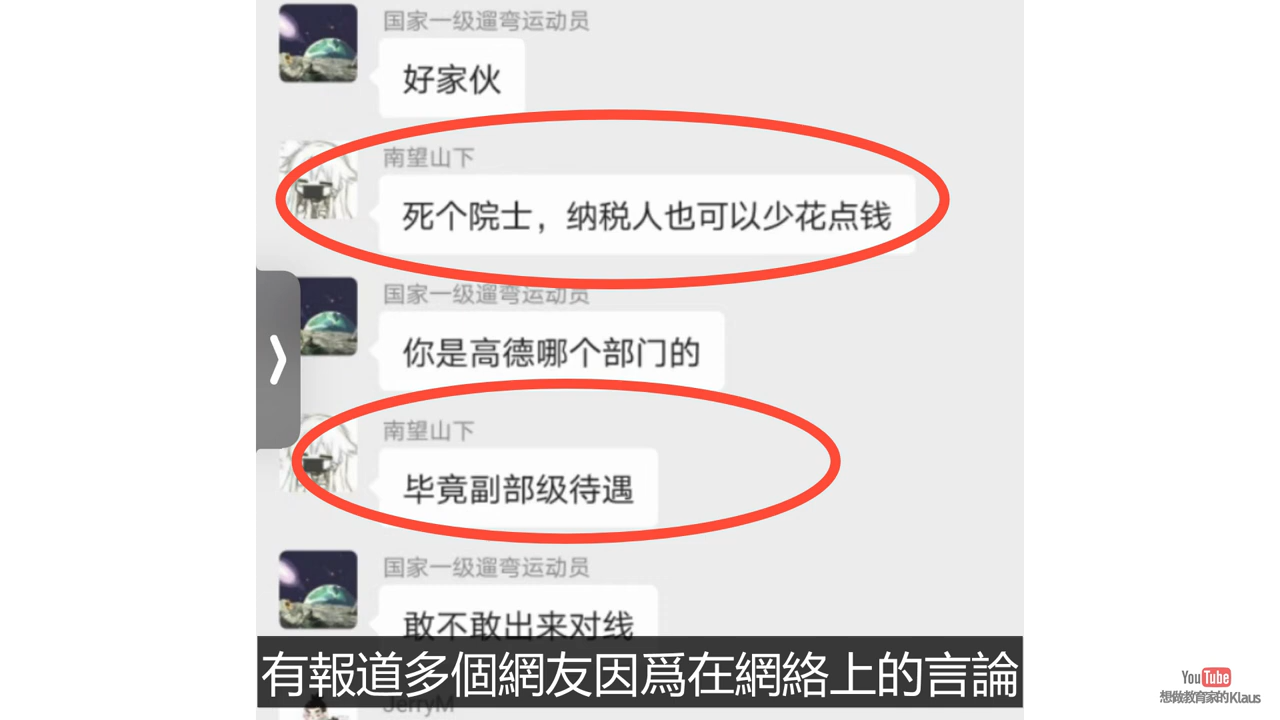 国家一级遛弯运动员
好家伙
南望山下
死个院士，纳税人也可以少花点钱
国家一级遛弯运动员
你是高德哪个部门的
南望山下
毕竟副部级待遇
国家一级遛弯运动员
敢不敢出来对线
有報道多個網友因爲在網絡上的言論
JerryM
YouTube
想做教育家的Klaus